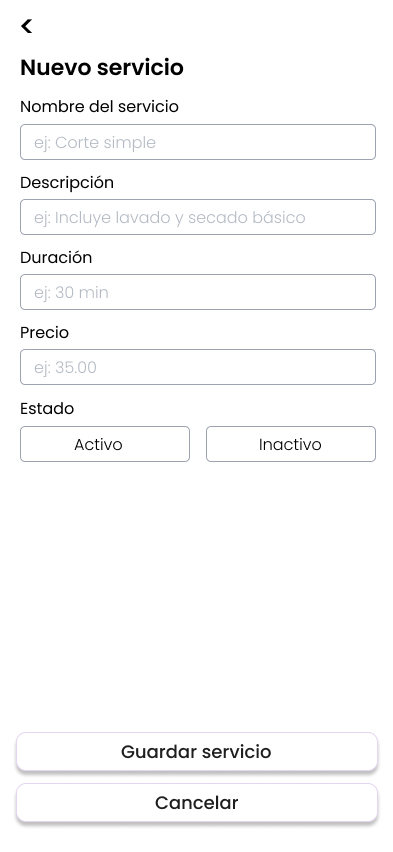 Nuevo servicio
Nombre del servicio
ej: Corte simple
Descripción
ej: Incluye lavado y secado básico
Duración
ej: 30 min
Precio
ej: 35.00
Estado
Activo
Inactivo
Guardar servicio
Cancelar